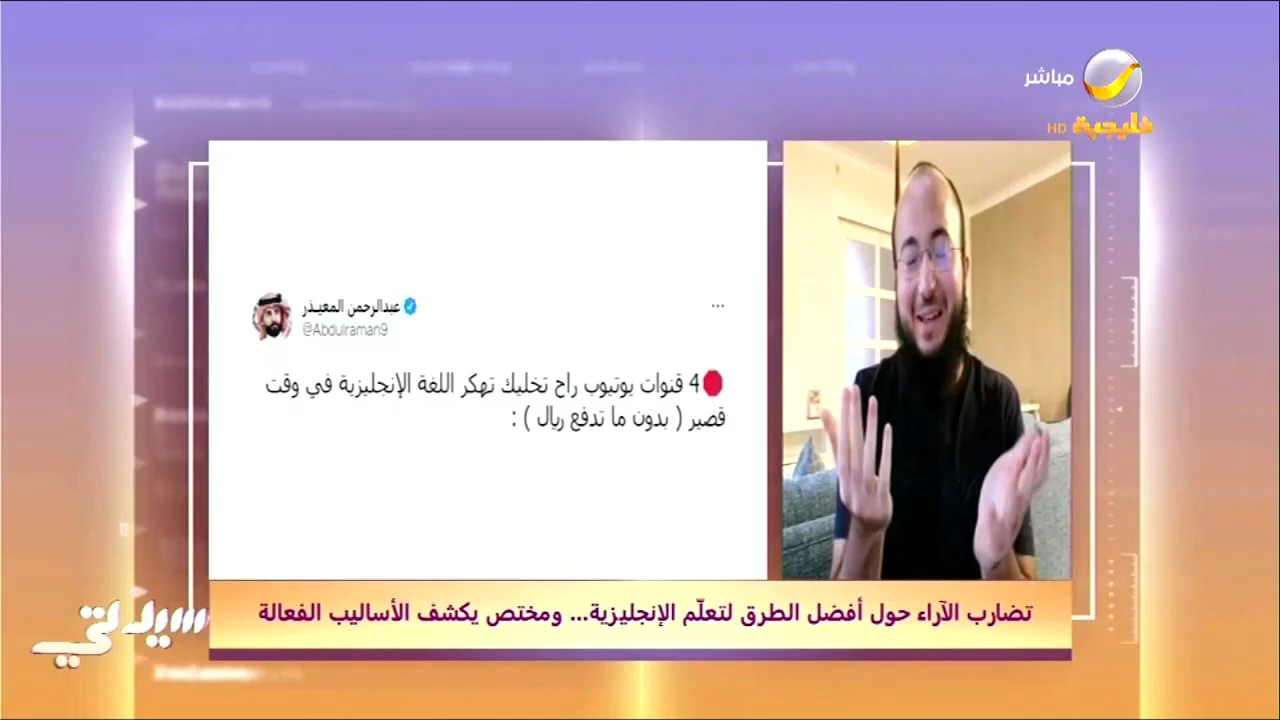 مباشر
خليجية HD
عبدالرحمن المعيذر
@Abdulraman9
4 قنوات يوتيوب راح تخليك تهكر اللغة الإنجليزية في وقت
قصير ( بدون ما تدفع ريال ) :
تضارب الآراء حول أفضل الطرق لتعلّم الإنجليزية... ومختص يكشف الأساليب الفعالة
سيدتي